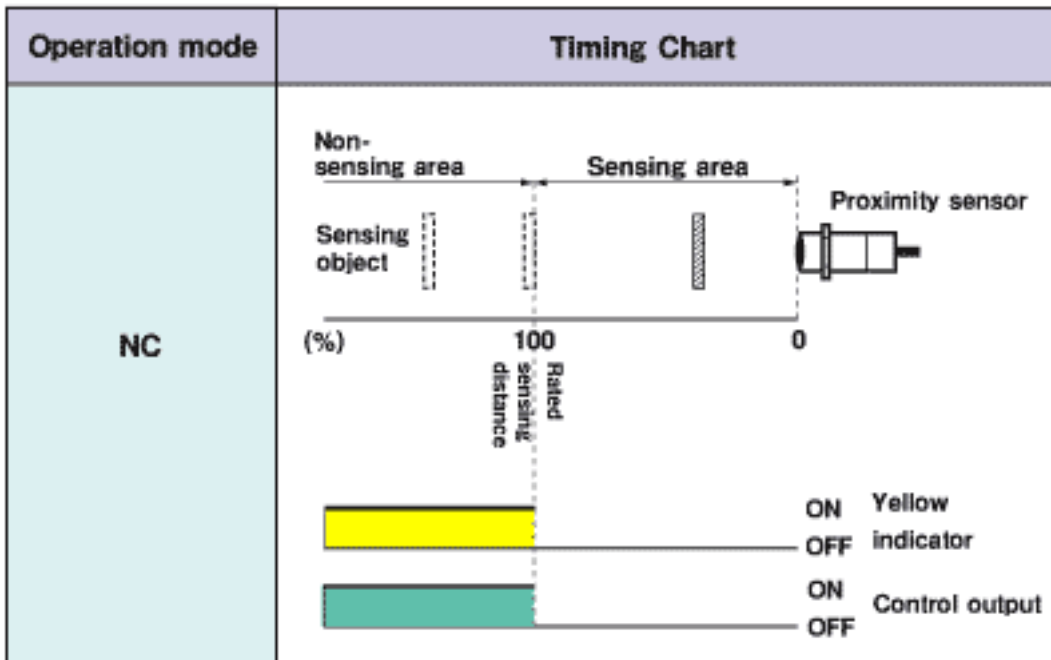 Operation mode
Timing Chart
NC
Non-
sensing area
Sensing area
Proximity sensor
Sensing
object
(%)
100
0
Rated
sensing
distance
ON
OFF
Yellow
indicator
ON
OFF
Control output